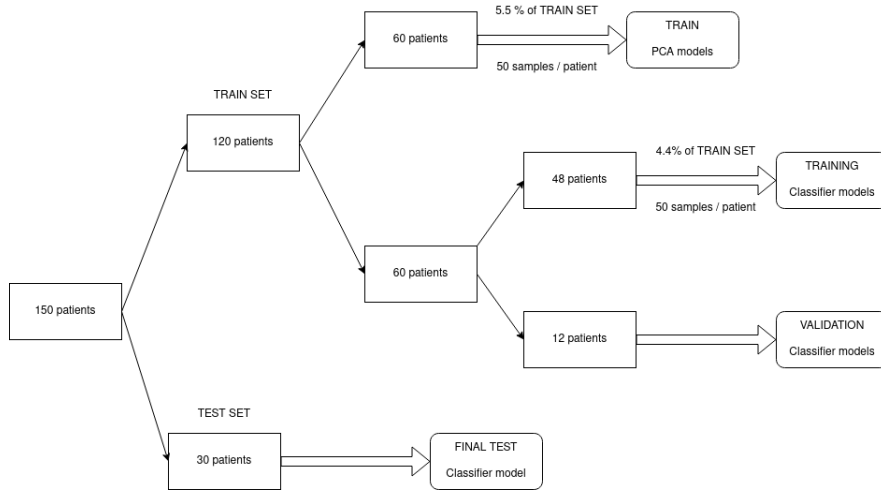 5.5 % of TRAIN SET
60 patients
50 samples / patient
TRAIN
PCA models
TRAIN SET
120 patients
4.4% of TRAIN SET
48 patients
50 samples / patient
TRAINING
Classifier models
60 patients
150 patients
12 patients
VALIDATION
Classifier models
TEST SET
30 patients
FINAL TEST
Classifier model